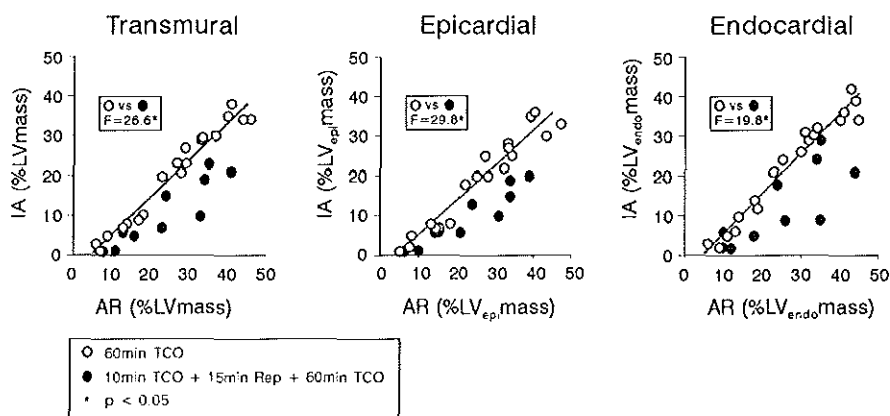 Transmural
Epicardial
Endocardial
IA (%LVmass)
50
40
30
20
10
0
○ vs ●
F=26.6*
0 10 20 30 40 50
AR (%LVmass)
IA (%LVepimass)
50
40
30
20
10
0
○ vs ●
F=29.8*
0 10 20 30 40 50
AR (%LVepimass)
IA (%LVendomass)
50
40
30
20
10
0
○ vs ●
F=19.8*
0 10 20 30 40 50
AR (%LVendomass)
○ 60min TCO
● 10min TCO + 15min Rep + 60min TCO
* p < 0.05